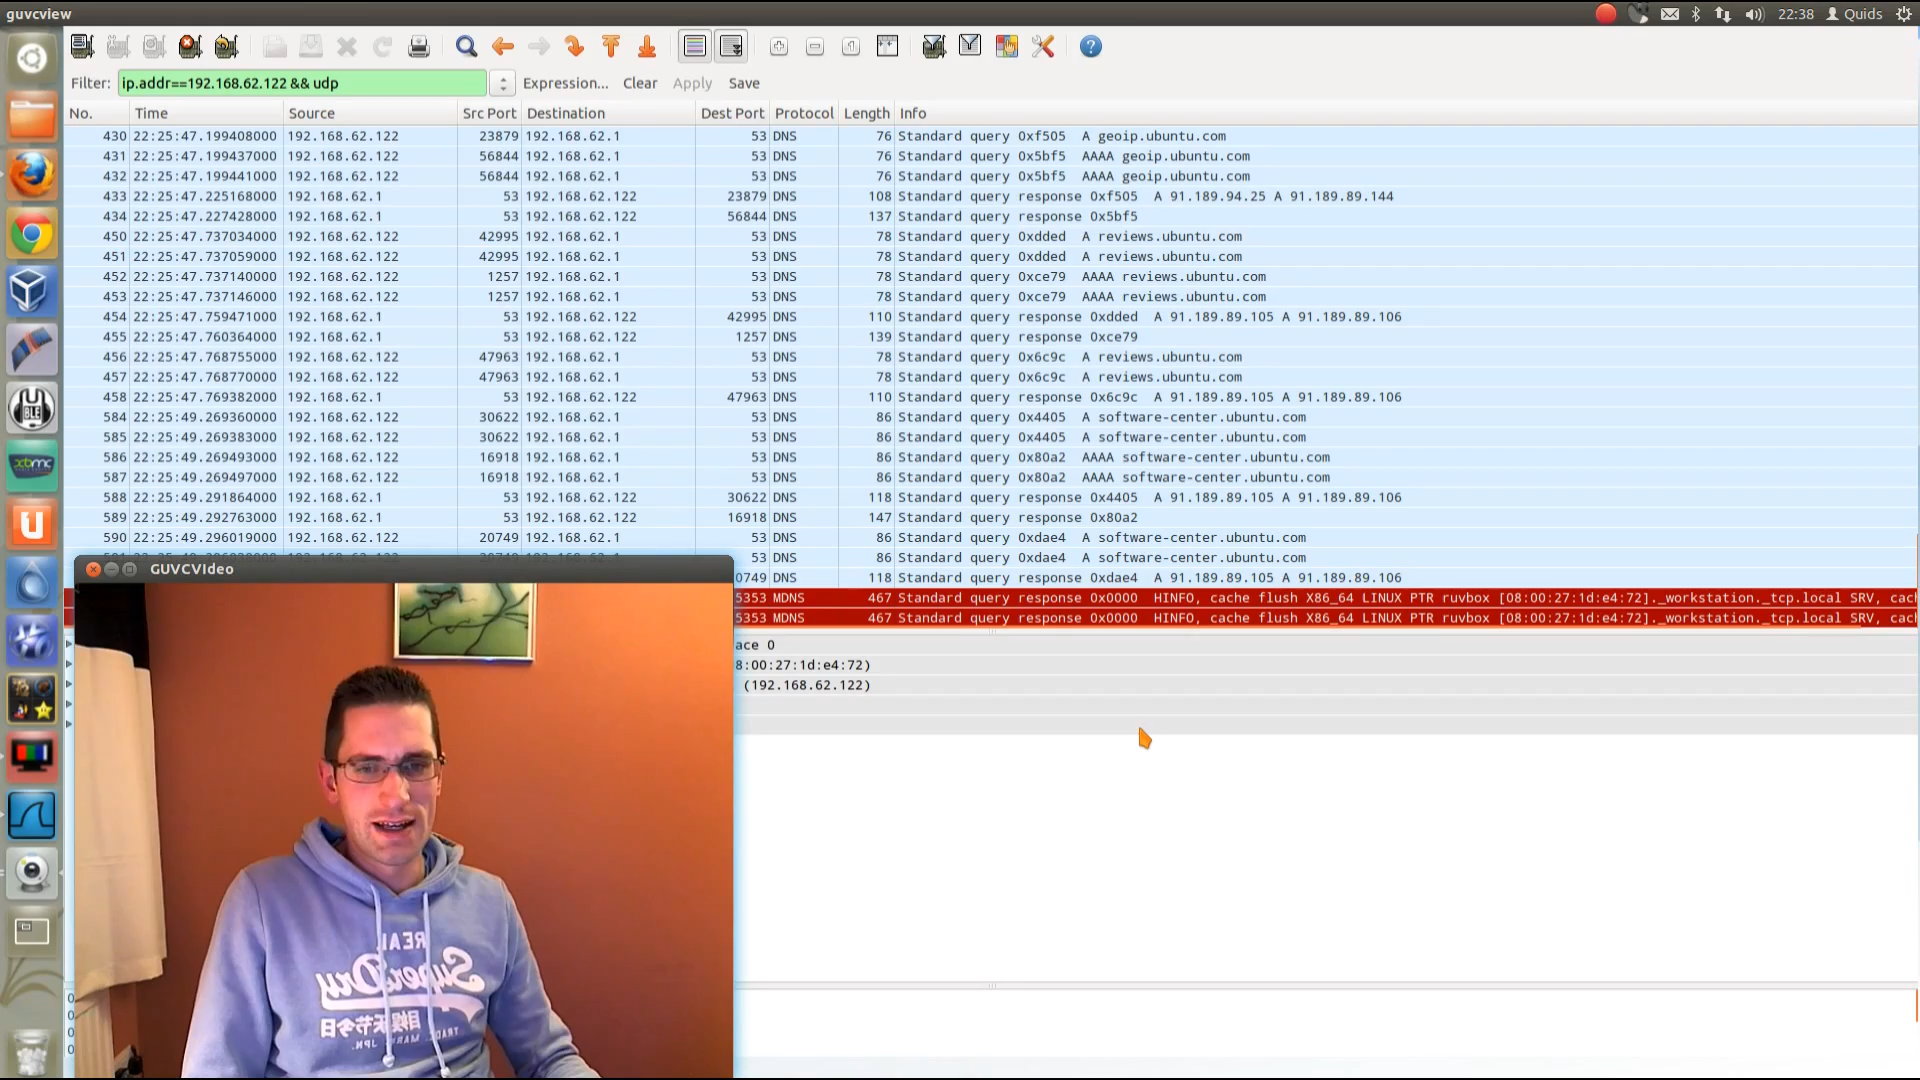 guvcview
22:38 Quids
Filter: ip.addr==192.168.62.122 && udp Expression... Clear Apply Save
No. Time Source Src Port Destination Dest Port Protocol Length Info
430 22:25:47.199408000 192.168.62.122 23879 192.168.62.1 53 DNS 76 Standard query 0xf505 A geoip.ubuntu.com
431 22:25:47.199437000 192.168.62.122 56844 192.168.62.1 53 DNS 76 Standard query 0x5bf5 AAAA geoip.ubuntu.com
432 22:25:47.199441000 192.168.62.122 56844 192.168.62.1 53 DNS 76 Standard query 0x5bf5 AAAA geoip.ubuntu.com
433 22:25:47.225168000 192.168.62.1 53 192.168.62.122 23879 DNS 108 Standard query response 0xf505 A 91.189.94.25 A 91.189.89.144
434 22:25:47.227428000 192.168.62.1 53 192.168.62.122 56844 DNS 137 Standard query response 0x5bf5
450 22:25:47.737034000 192.168.62.122 42995 192.168.62.1 53 DNS 78 Standard query 0xdded A reviews.ubuntu.com
451 22:25:47.737059000 192.168.62.122 42995 192.168.62.1 53 DNS 78 Standard query 0xdded A reviews.ubuntu.com
452 22:25:47.737140000 192.168.62.122 1257 192.168.62.1 53 DNS 78 Standard query 0xce79 AAAA reviews.ubuntu.com
453 22:25:47.737146000 192.168.62.122 1257 192.168.62.1 53 DNS 78 Standard query 0xce79 AAAA reviews.ubuntu.com
454 22:25:47.759471000 192.168.62.1 53 192.168.62.122 42995 DNS 110 Standard query response 0xdded A 91.189.89.105 A 91.189.89.106
455 22:25:47.760364000 192.168.62.1 53 192.168.62.122 1257 DNS 139 Standard query response 0xce79
456 22:25:47.768755000 192.168.62.122 47963 192.168.62.1 53 DNS 78 Standard query 0x6c9c A reviews.ubuntu.com
457 22:25:47.768770000 192.168.62.122 47963 192.168.62.1 53 DNS 78 Standard query 0x6c9c A reviews.ubuntu.com
458 22:25:47.769382000 192.168.62.1 53 192.168.62.122 47963 DNS 110 Standard query response 0x6c9c A 91.189.89.105 A 91.189.89.106
584 22:25:49.269360000 192.168.62.122 30622 192.168.62.1 53 DNS 86 Standard query 0x4405 A software-center.ubuntu.com
585 22:25:49.269383000 192.168.62.122 30622 192.168.62.1 53 DNS 86 Standard query 0x4405 A software-center.ubuntu.com
586 22:25:49.269493000 192.168.62.122 16918 192.168.62.1 53 DNS 86 Standard query 0x80a2 AAAA software-center.ubuntu.com
587 22:25:49.269497000 192.168.62.122 16918 192.168.62.1 53 DNS 86 Standard query 0x80a2 AAAA software-center.ubuntu.com
588 22:25:49.291864000 192.168.62.1 53 192.168.62.122 30622 DNS 118 Standard query response 0x4405 A 91.189.89.105 A 91.189.89.106
589 22:25:49.292763000 192.168.62.1 53 192.168.62.122 16918 DNS 147 Standard query response 0x80a2
590 22:25:49.296019000 192.168.62.122 20749 192.168.62.1 53 DNS 86 Standard query 0xdae4 A software-center.ubuntu.com
53 DNS 86 Standard query 0xdae4 A software-center.ubuntu.com
0749 DNS 118 Standard query response 0xdae4 A 91.189.89.105 A 91.189.89.106
5353 MDNS 467 Standard query response 0x0000 HINFO, cache flush X86_64 LINUX PTR ruvbox [08:00:27:1d:e4:72]._workstation._tcp.local SRV, cach
5353 MDNS 467 Standard query response 0x0000 HINFO, cache flush X86_64 LINUX PTR ruvbox [08:00:27:1d:e4:72]._workstation._tcp.local SRV, cach
ace 0
8:00:27:1d:e4:72)
(192.168.62.122)
GUVCVIdeo
REAL
SuperDry
TRADE MARK JPN.
xbmc